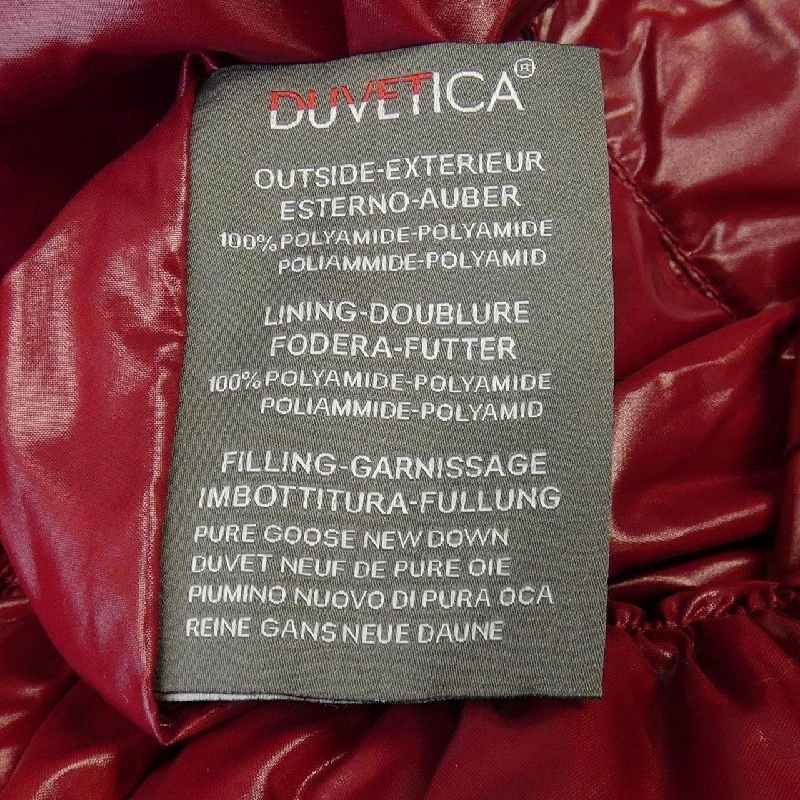 DUVETICA®
OUTSIDE-EXTERIEUR
ESTERNO-AUBER
100% POLYAMIDE-POLYAMIDE
POLIAMMIDE-POLYAMID
LINING-DOUBLURE
FODERA-FUTTER
100% POLYAMIDE-POLYAMIDE
POLIAMMIDE-POLYAMID
FILLING-GARNISSAGE
IMBOTTITURA-FULLUNG
PURE GOOSE NEW DOWN
DUVET NEUF DE PURE OIE
PIUMINO NUOVO DI PURA OCA
REINE GANS NEUE DAUNE